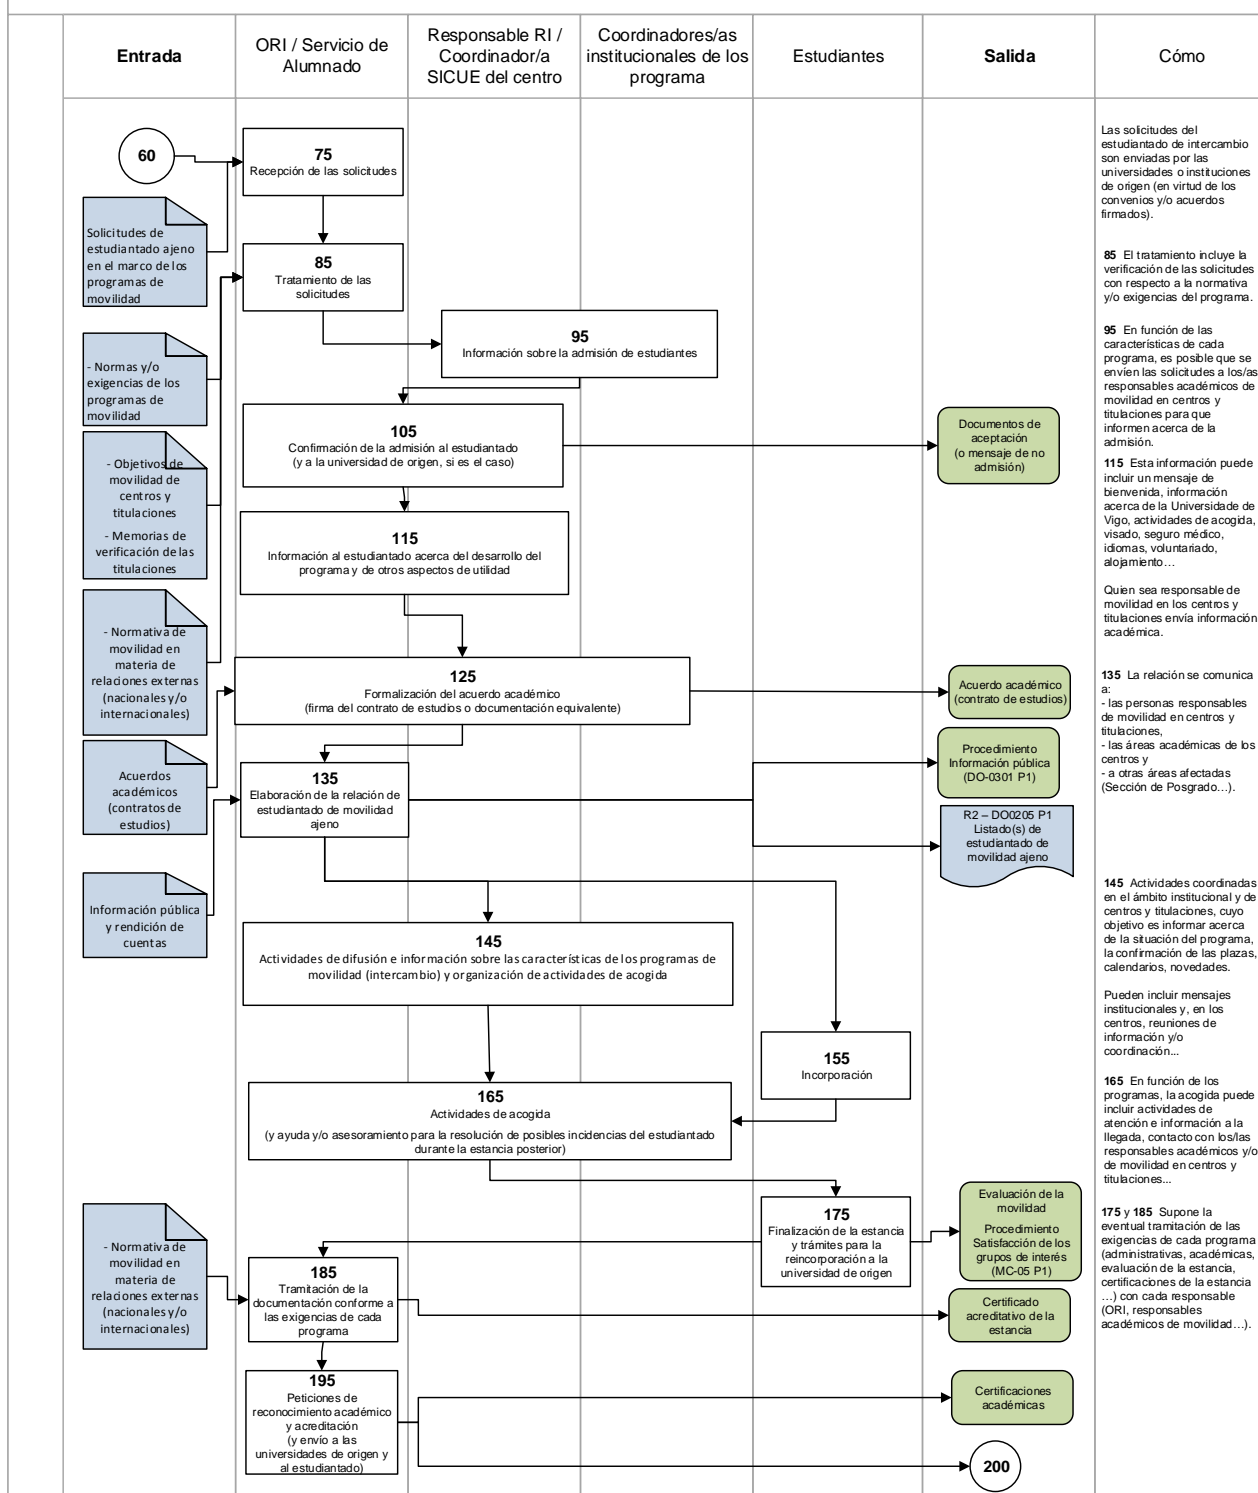 Entrada
ORI / Servicio de
Alumnado
Responsable RI /
Coordinador/a
SICUE del centro
Coordinadores/as
institucionales de los
programa
Estudiantes
Salida
Cómo
60
75
Recepción de las solicitudes
Solicitudes de
estudiantado ajeno
en el marco de los
programas de
movilidad
85
Tratamiento de las
solicitudes
95
Información sobre la admisión de estudiantes
- Normas y/o
exigencias de los
programas de
movilidad
105
Confirmación de la admisión al estudiantado
(y a la universidad de origen, si es el caso)
Documentos de
aceptación
(o mensaje de no
admisión)
- Objetivos de
movilidad de
centros y
titulaciones
- Memorias de
verificación de las
titulaciones
115
Información al estudiantado acerca del desarrollo del
programa y de otros aspectos de utilidad
- Normativa de
movilidad en
materia de
relaciones externas
(nacionales y/o
internacionales)
125
Formalización del acuerdo académico
(firma del contrato de estudios o documentación equivalente)
Acuerdo académico
(contrato de estudios)
Acuerdos
académicos
(contratos de
estudios)
135
Elaboración de la relación de
estudiantado de movilidad
ajeno
Procedimiento
Información pública
(DO-0301 P1)
R2 – DO0205 P1
Listado(s) de
estudiantado de
movilidad ajeno
Información pública
y rendición de
cuentas
145
Actividades de difusión e información sobre las características de los programas de
movilidad (intercambio) y organización de actividades de acogida
155
Incorporación
165
Actividades de acogida
(y ayuda y/o asesoramiento para la resolución de posibles incidencias del estudiantado
durante la estancia posterior)
175
Finalización de la estancia
y trámites para la
reincorporación a la
universidad de origen
Evaluación de la
movilidad
Procedimiento
Satisfacción de los
grupos de interés
(MC-05 P1)
- Normativa de
movilidad en
materia de
relaciones externas
(nacionales y/o
internacionales)
185
Tramitación de la
documentación conforme a
las exigencias de cada
programa
Certificado
acreditativo de la
estancia
195
Peticiones de
reconocimiento académico
y acreditación
(y envío a las
universidades de origen y
al estudiantado)
Certificaciones
académicas
200
Las solicitudes del
estudiantado de intercambio
son enviadas por las
universidades o instituciones
de origen (en virtud de los
convenios y/o acuerdos
firmados).
85 El tratamiento incluye la
verificación de las solicitudes
con respecto a la normativa
y/o exigencias del programa.
95 En función de las
características de cada
programa, es posible que se
envíen las solicitudes a los/as
responsables académicos de
movilidad en centros y
titulaciones para que
informen acerca de la
admisión.
115 Esta información puede
incluir un mensaje de
bienvenida, información
acerca de la Universidade de
Vigo, actividades de acogida,
visado, seguro médico,
idiomas, voluntariado,
alojamiento…
Quien sea responsable de
movilidad en los centros y
titulaciones envía información
académica.
135 La relación se comunica
a:
- las personas responsables
de movilidad en centros y
titulaciones,
- las áreas académicas de los
centros y
- a otras áreas afectadas
(Sección de Posgrado…).
145 Actividades coordinadas
en el ámbito institucional y de
centros y titulaciones, cuyo
objetivo es informar acerca
de la situación del programa,
la confirmación de las plazas,
calendarios, novedades.
Pueden incluir mensajes
institucionales y, en los
centros, reuniones de
información y/o
coordinación...
165 En función de los
programas, la acogida puede
incluir actividades de
atención e información a la
llegada, contacto con los/las
responsables académicos y/o
de movilidad en centros y
titulaciones...
175 y 185 Supone la
eventual tramitación de las
exigencias de cada programa
(administrativas, académicas,
evaluación de la estancia,
certificaciones de la estancia
…) con cada responsable
(ORI, responsables
académicos de movilidad…).